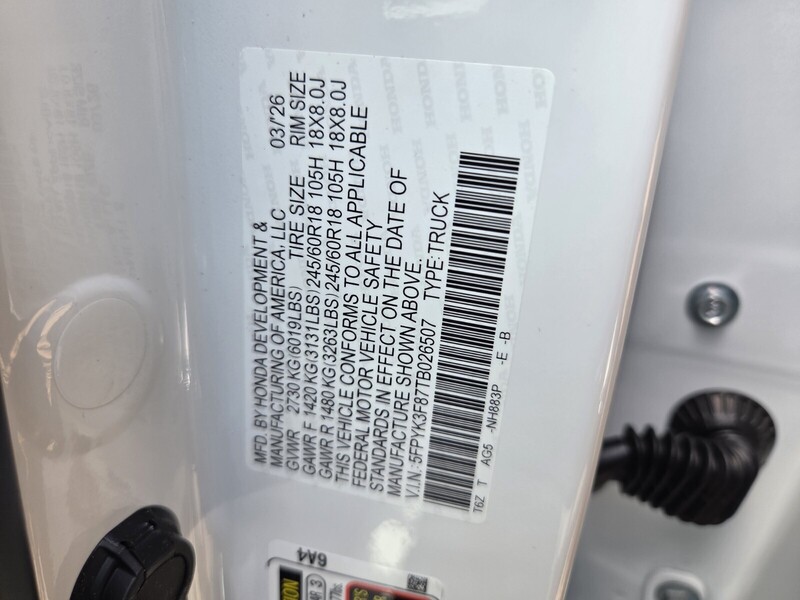 MFD. BY HONDA DEVELOPMENT &
MANUFACTURING OF AMERICA, LLC 03/'26
GVWR 2730 KG(6019LBS) TIRE SIZE RIM SIZE
GAWR F 1420 KG(3131LBS)245/60R18 105H 18X8.0J
GAWR R 1480 KG(3263LBS)245/60R18 105H 18X8.0J
THIS VEHICLE CONFORMS TO ALL APPLICABLE
FEDERAL MOTOR VEHICLE SAFETY
STANDARDS IN EFFECT ON THE DATE OF
MANUFACTURE SHOWN ABOVE.
V.I.N.:5FPYK3F87TB026507 TYPE:TRUCK
T6Z T AG5 -NH883P -E -B
HONDA
6A4